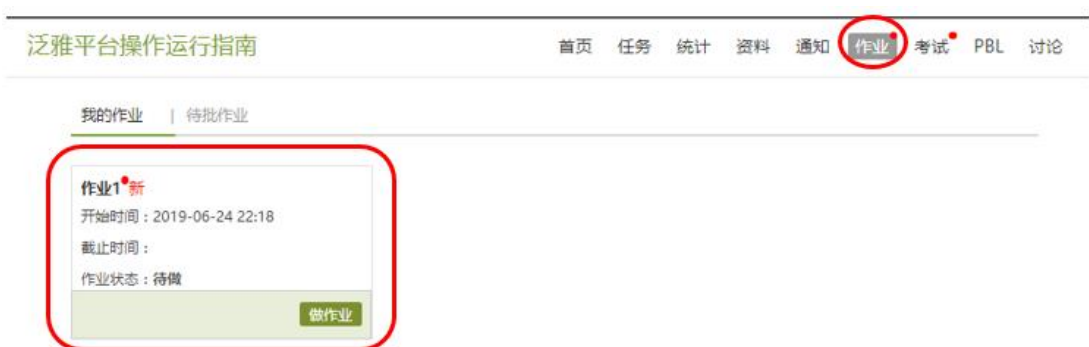 泛雅平台操作运行指南 首页 任务 统计 资料 通知 作业 考试 PBL 讨论
我的作业 | 待批作业
作业1 新
开始时间：2019-06-24 22:18
截止时间：
作业状态：待做
做作业